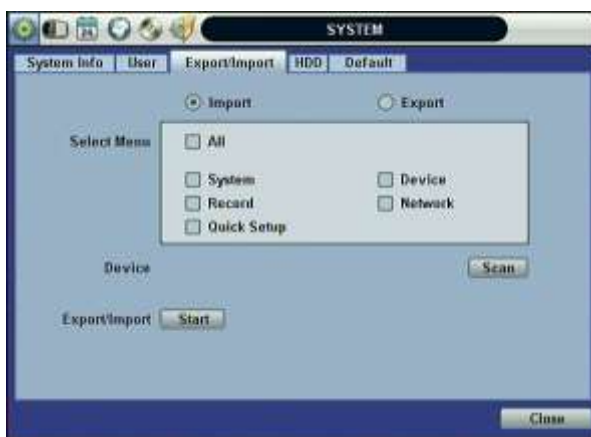 24
SYSTEM
System Info User Export/Import HDD Default
Import Export
Select Menu All
System Device
Record Network
Quick Setup
Device Scan
Export/Import Start
Close